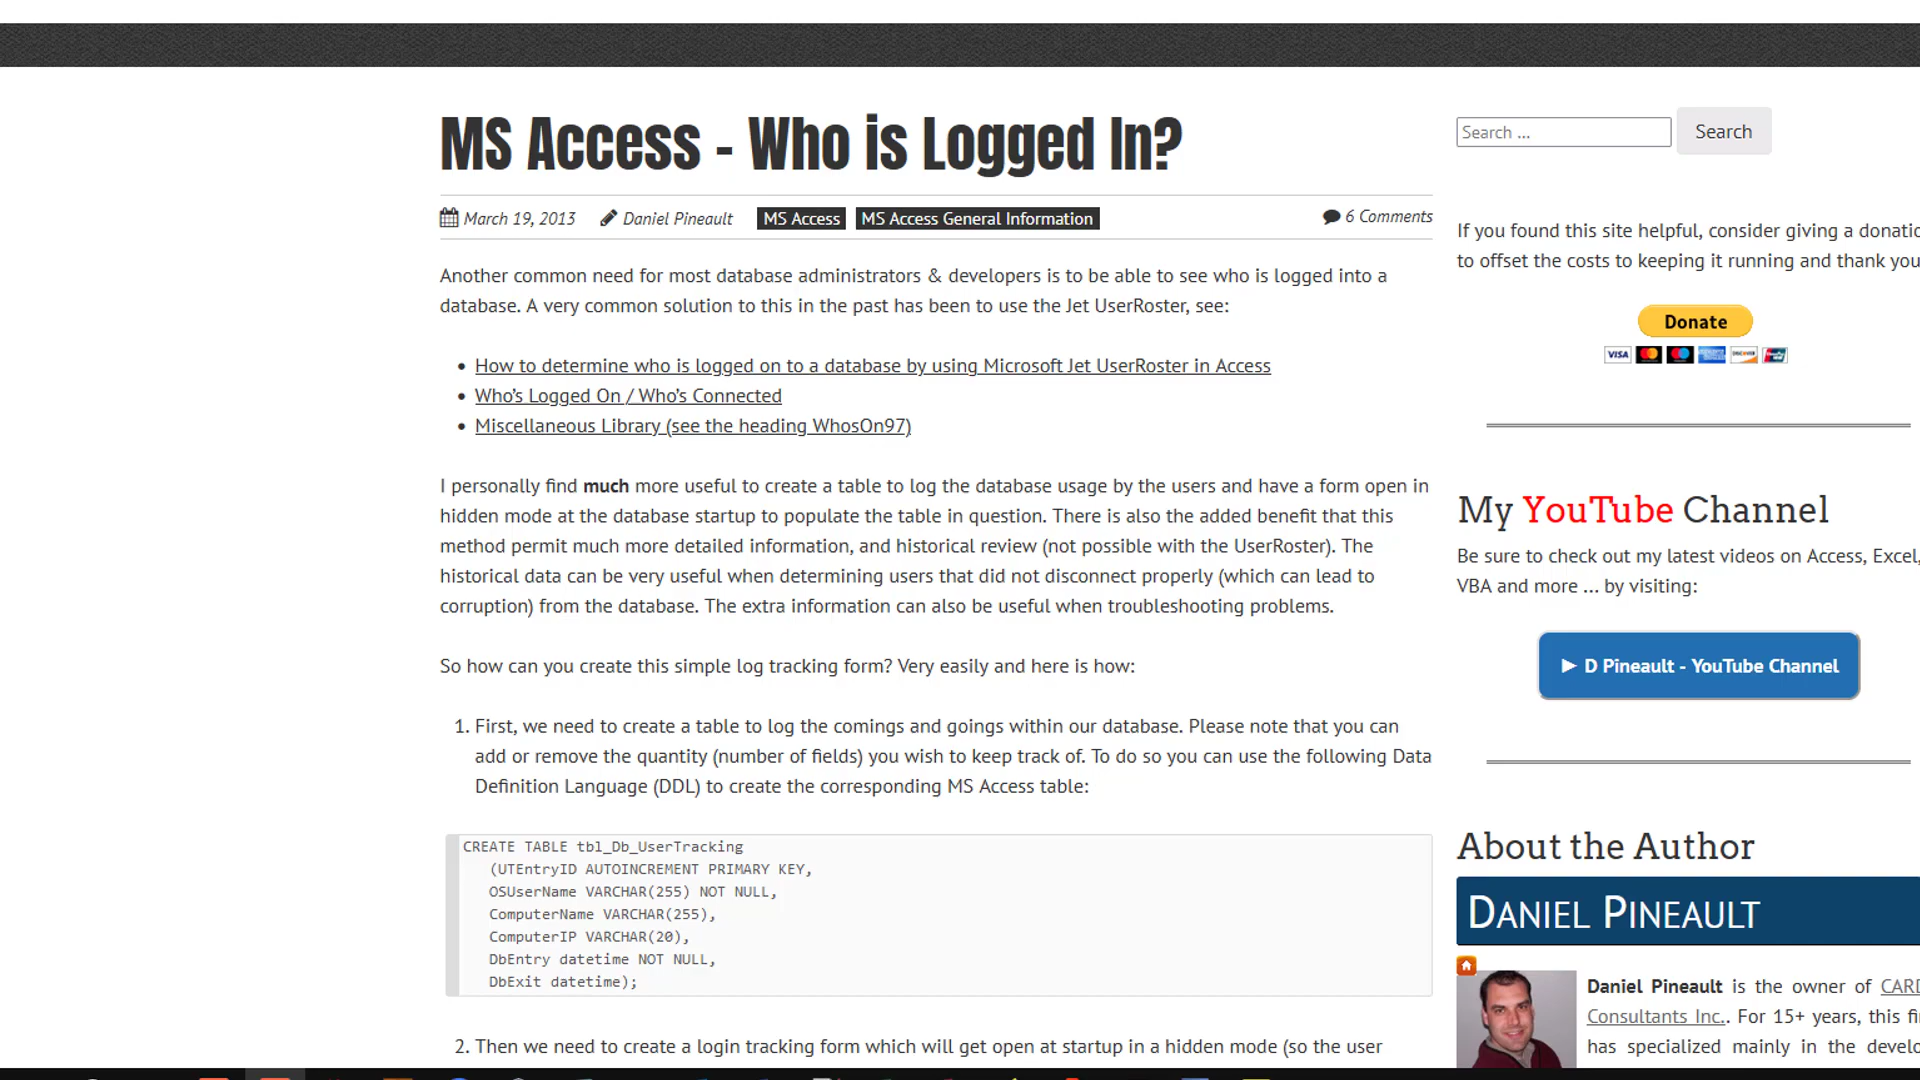 MS Access – Who is Logged In?
March 19, 2013 Daniel Pineault MS Access MS Access General Information 6 Comments
Another common need for most database administrators & developers is to be able to see who is logged into a
database. A very common solution to this in the past has been to use the Jet UserRoster, see:
• How to determine who is logged on to a database by using Microsoft Jet UserRoster in Access
• Who's Logged On / Who's Connected
• Miscellaneous Library (see the heading WhosOn97)
I personally find much more useful to create a table to log the database usage by the users and have a form open in
hidden mode at the database startup to populate the table in question. There is also the added benefit that this
method permit much more detailed information, and historical review (not possible with the UserRoster). The
historical data can be very useful when determining users that did not disconnect properly (which can lead to
corruption) from the database. The extra information can also be useful when troubleshooting problems.
So how can you create this simple log tracking form? Very easily and here is how:
1. First, we need to create a table to log the comings and goings within our database. Please note that you can
add or remove the quantity (number of fields) you wish to keep track of. To do so you can use the following Data
Definition Language (DDL) to create the corresponding MS Access table:
CREATE TABLE tbl_Db_UserTracking
(UTEntryID AUTOINCREMENT PRIMARY KEY,
OSUserName VARCHAR(255) NOT NULL,
ComputerName VARCHAR(255),
ComputerIP VARCHAR(20),
DbEntry datetime NOT NULL,
DbExit datetime);
2. Then we need to create a login tracking form which will get open at startup in a hidden mode (so the user
Search ... Search
If you found this site helpful, consider giving a donatio
to offset the costs to keeping it running and thank you
Donate
VISA
My YouTube Channel
Be sure to check out my latest videos on Access, Excel,
VBA and more ... by visiting:
► D Pineault - YouTube Channel
About the Author
DANIEL PINEAULT
Daniel Pineault is the owner of CARD
Consultants Inc.. For 15+ years, this fi
has specialized mainly in the develo